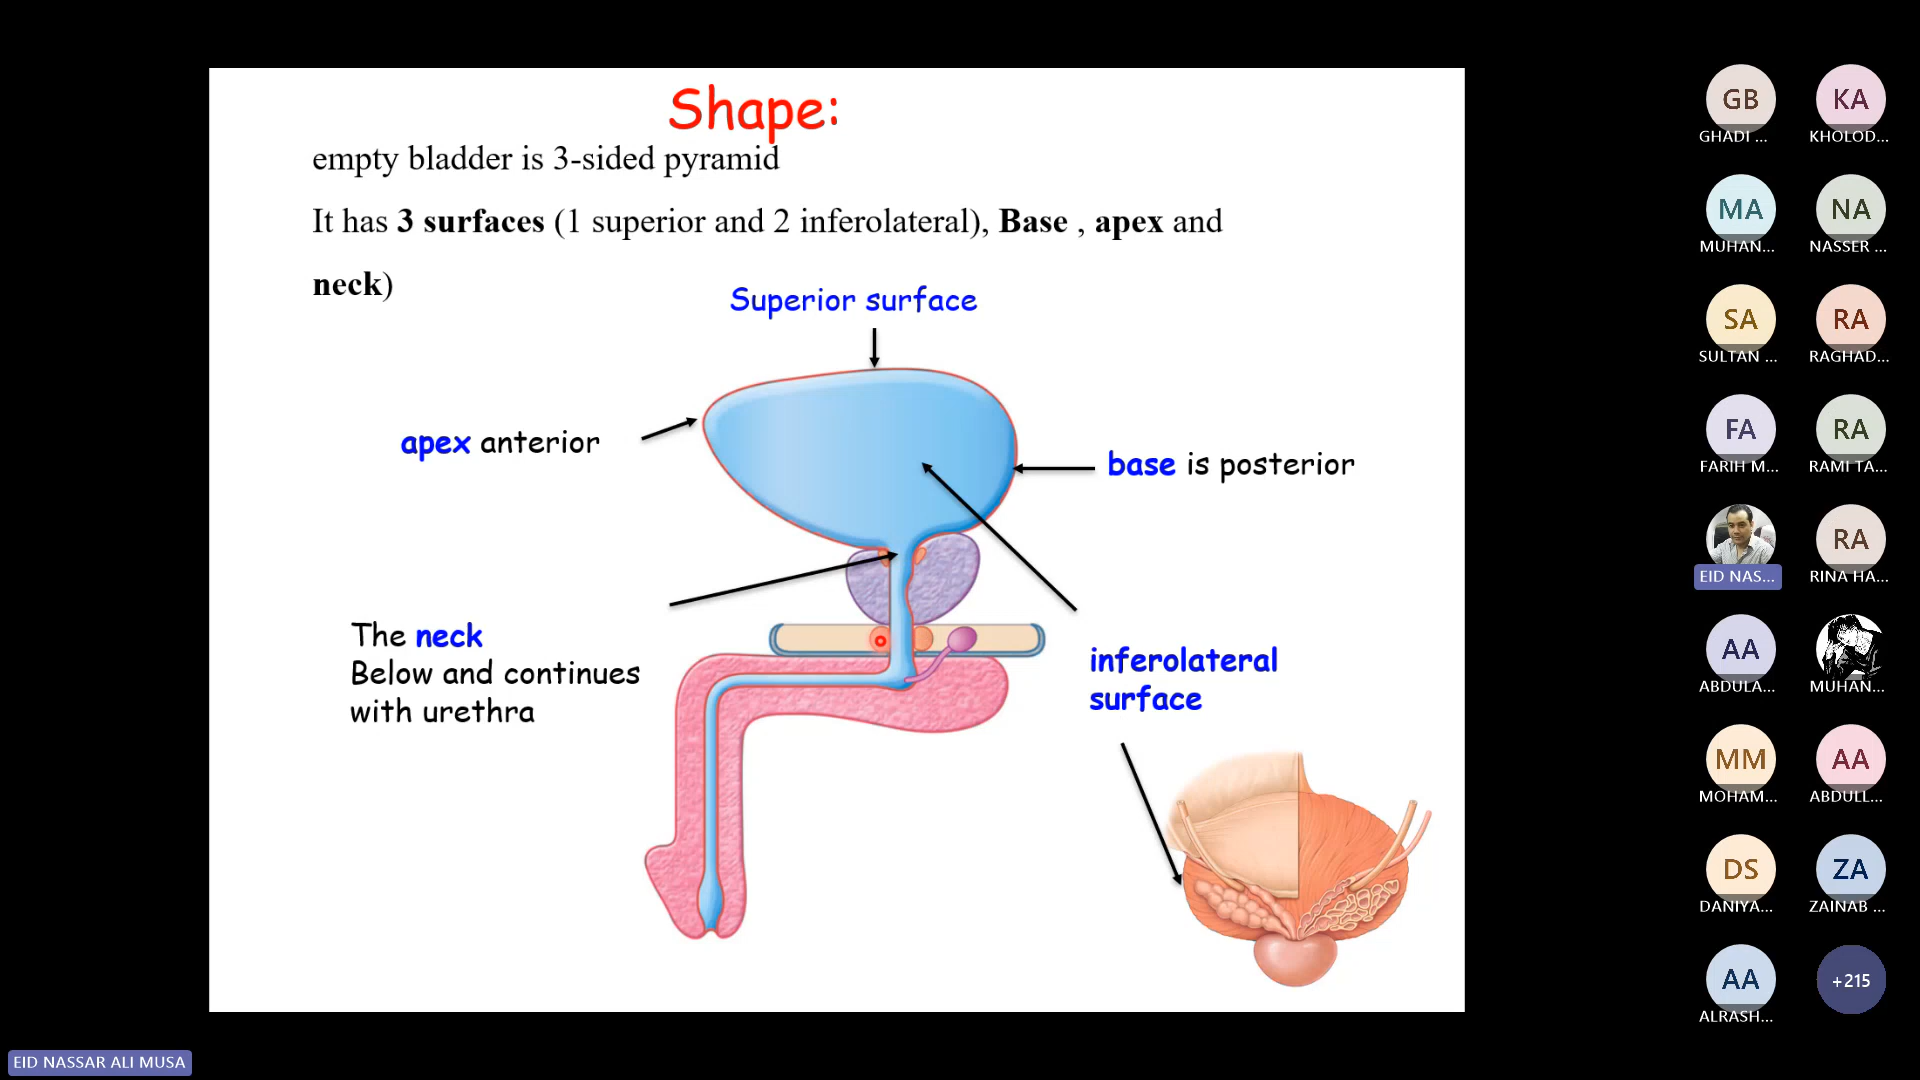 Shape:
empty bladder is 3-sided pyramid
It has 3 surfaces (1 superior and 2 inferolateral), Base , apex and
neck)
Superior surface
apex anterior
base is posterior
The neck
Below and continues
with urethra
inferolateral
surface
GB
GHADI ...
KA
KHOLOD...
MA
MUHAN...
NA
NASSER ...
SA
SULTAN ...
RA
RAGHAD...
FA
FARIH M...
RA
RAMI TA...
EID NAS...
RA
RINA HA...
AA
ABDULA...
MUHAN...
MM
MOHAM...
AA
ABDULL...
DS
DANIYA...
ZA
ZAINAB ...
AA
ALRASH...
+215
EID NASSAR ALI MUSA